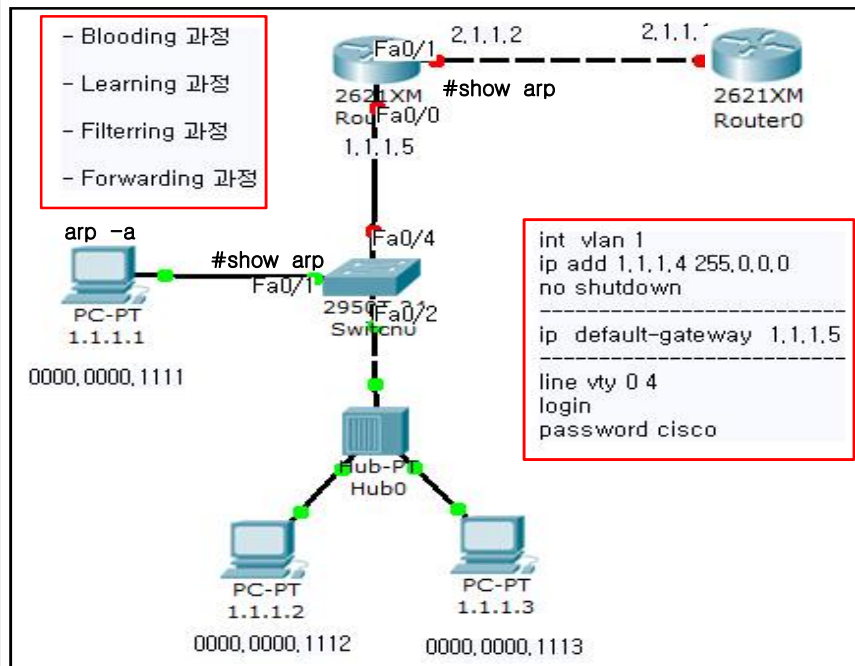 - Blooding 과정
- Learning 과정
- Filterring 과정
- Forwarding 과정
Fa0/1
2,1,1,2
2,1,1,
#show arp
2621XM
Fa0/0
1,1,1,5
2621XM
Router0
arp -a
#show arp
Fa0/1
Fa0/4
Fa0/2
PC-PT
1.1.1.1
0000,0000,1111
int vlan 1
ip add 1,1,1,4 255,0,0,0
no shutdown
ip default-gateway 1,1,1,5
line vty 0 4
login
password cisco
Hub-PT
Hub0
PC-PT
1.1.1.2
0000,0000,1112
PC-PT
1.1.1.3
0000,0000,1113